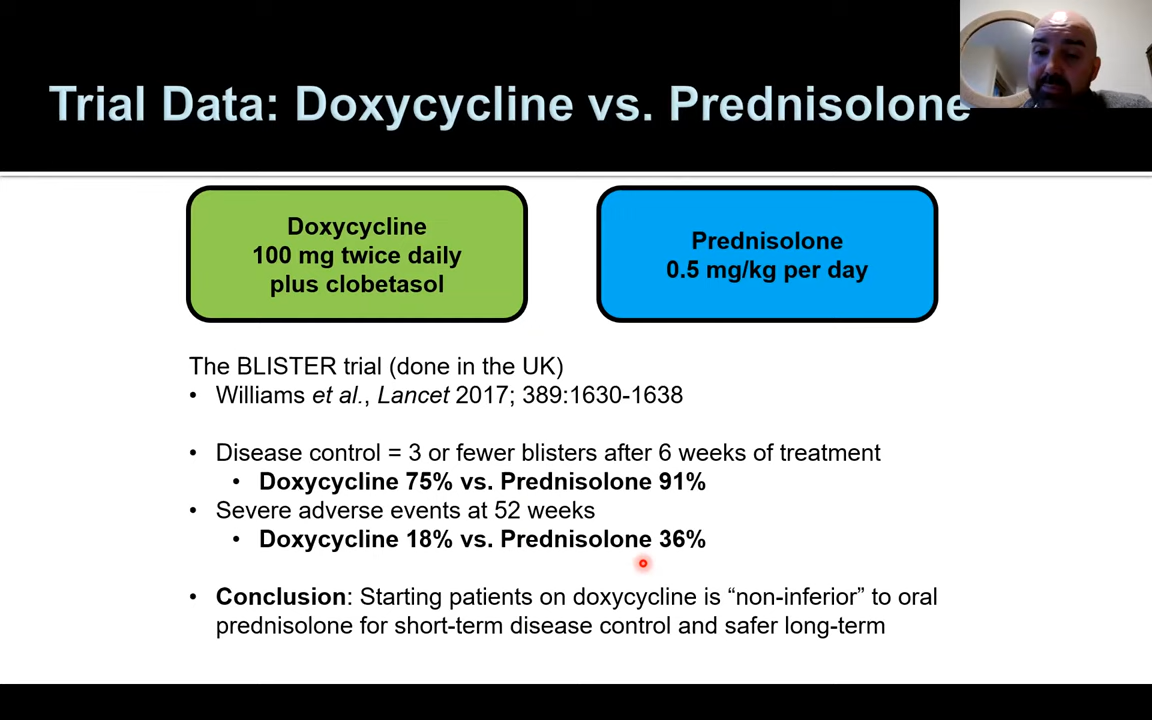 Trial Data: Doxycycline vs. Prednisolone
Doxycycline
100 mg twice daily
plus clobetasol
Prednisolone
0.5 mg/kg per day
The BLISTER trial (done in the UK)
• Williams et al., Lancet 2017; 389:1630-1638
• Disease control = 3 or fewer blisters after 6 weeks of treatment
• Doxycycline 75% vs. Prednisolone 91%
• Severe adverse events at 52 weeks
• Doxycycline 18% vs. Prednisolone 36%
• Conclusion: Starting patients on doxycycline is “non-inferior” to oral
prednisolone for short-term disease control and safer long-term